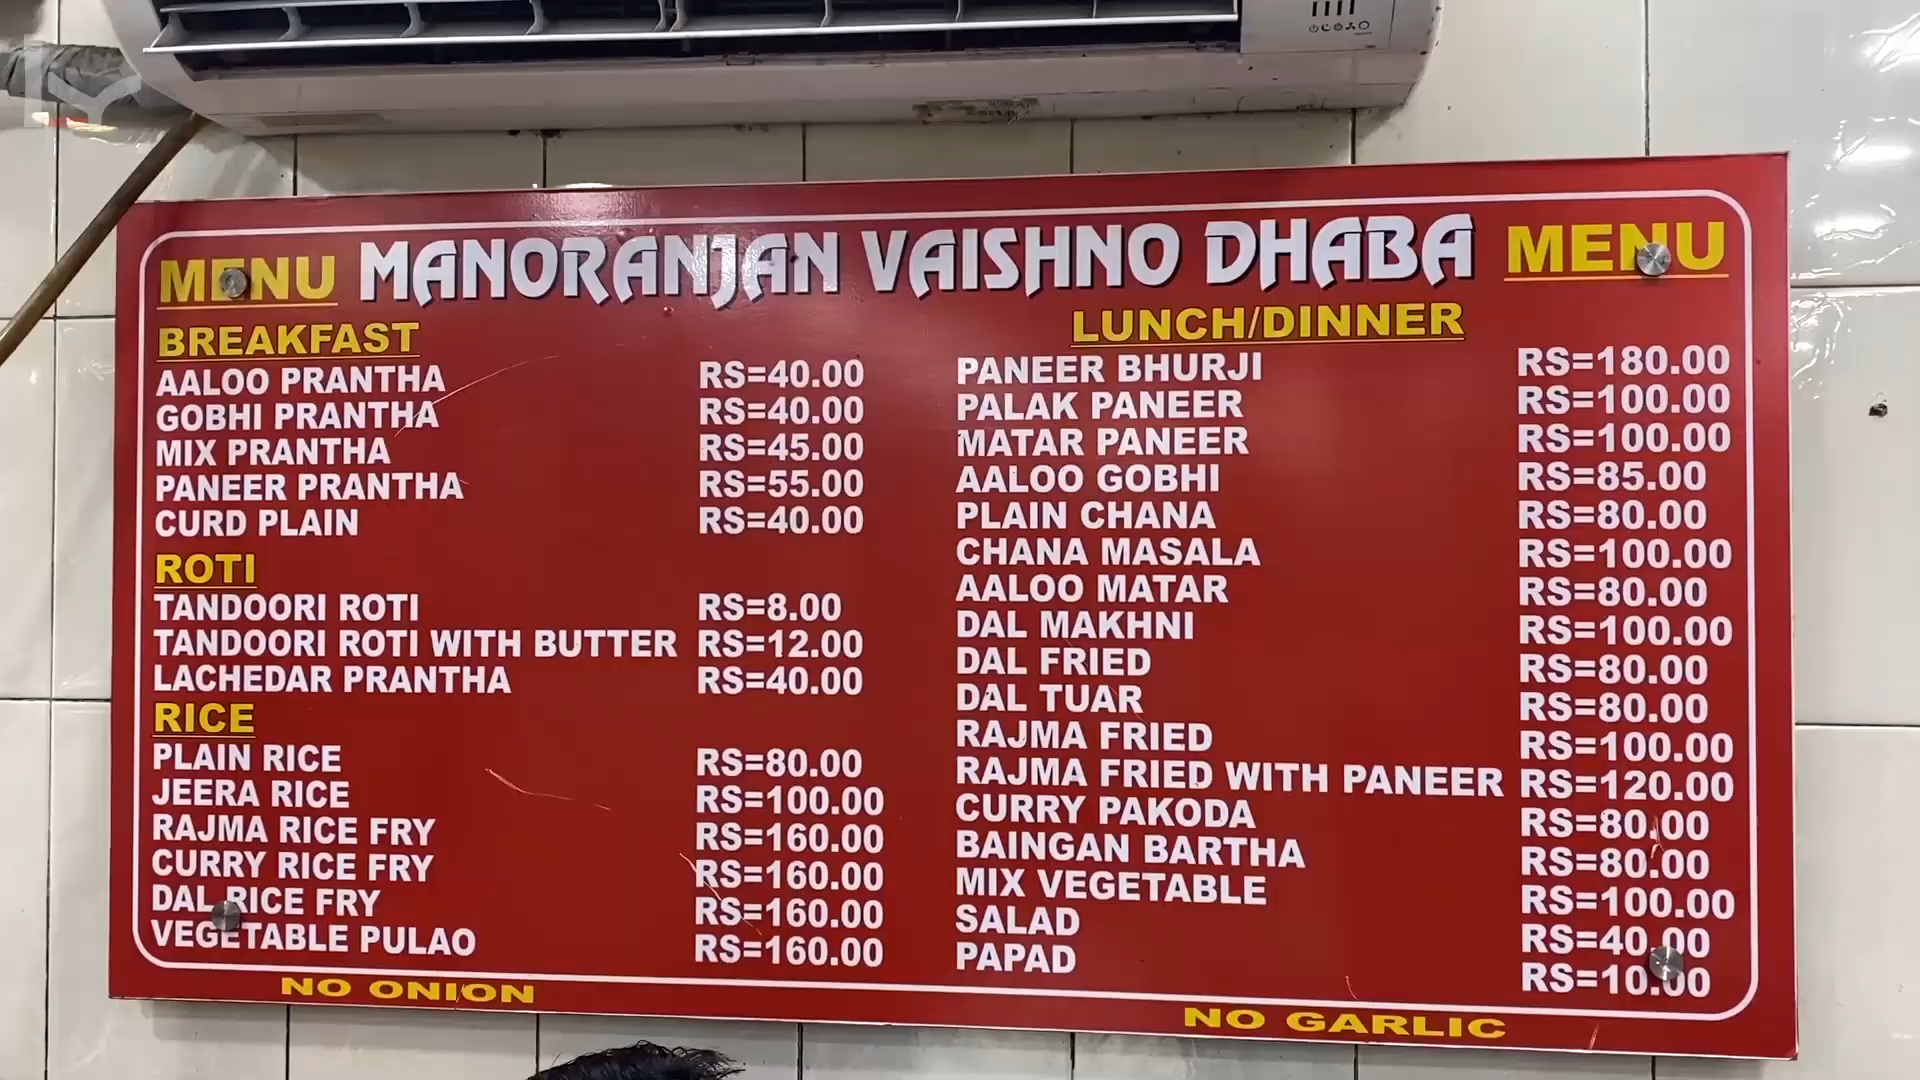 MENU MANORANJAN VAISHNO DHABA MENU
BREAKFAST
AALOO PRANTHA RS=40.00
GOBHI PRANTHA RS=40.00
MIX PRANTHA RS=45.00
PANEER PRANTHA RS=55.00
CURD PLAIN RS=40.00
ROTI
TANDOORI ROTI RS=8.00
TANDOORI ROTI WITH BUTTER RS=12.00
LACHEDAR PRANTHA RS=40.00
RICE
PLAIN RICE RS=80.00
JEERA RICE RS=100.00
RAJMA RICE FRY RS=160.00
CURRY RICE FRY RS=160.00
DAL RICE FRY RS=160.00
VEGETABLE PULAO RS=160.00
LUNCH/DINNER
PANEER BHURJI RS=180.00
PALAK PANEER RS=100.00
MATAR PANEER RS=100.00
AALOO GOBHI RS=85.00
PLAIN CHANA RS=80.00
CHANA MASALA RS=100.00
AALOO MATAR RS=80.00
DAL MAKHNI RS=100.00
DAL FRIED RS=80.00
DAL TUAR RS=80.00
RAJMA FRIED RS=100.00
RAJMA FRIED WITH PANEER RS=120.00
CURRY PAKODA RS=80.00
BAINGAN BARTHA RS=80.00
MIX VEGETABLE RS=100.00
SALAD RS=40.00
PAPAD RS=10.00
NO ONION
NO GARLIC